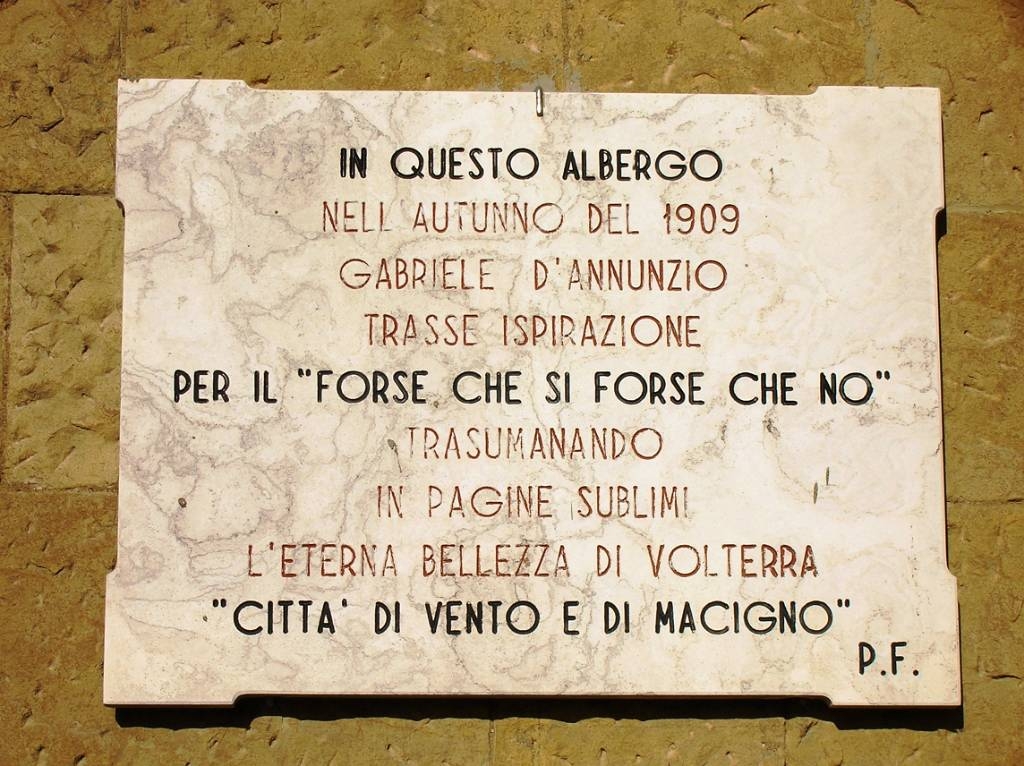 IN QUESTO ALBERGO
NELL'AUTUNNO DEL 1909
GABRIELE D'ANNUNZIO
TRASSE ISPIRAZIONE
PER IL "FORSE CHE SI FORSE CHE NO"
TRASUMANANDO
IN PAGINE SUBLIMI
L'ETERNA BELLEZZA DI VOLTERRA
"CITTA' DI VENTO E DI MACIGNO"
P.F.